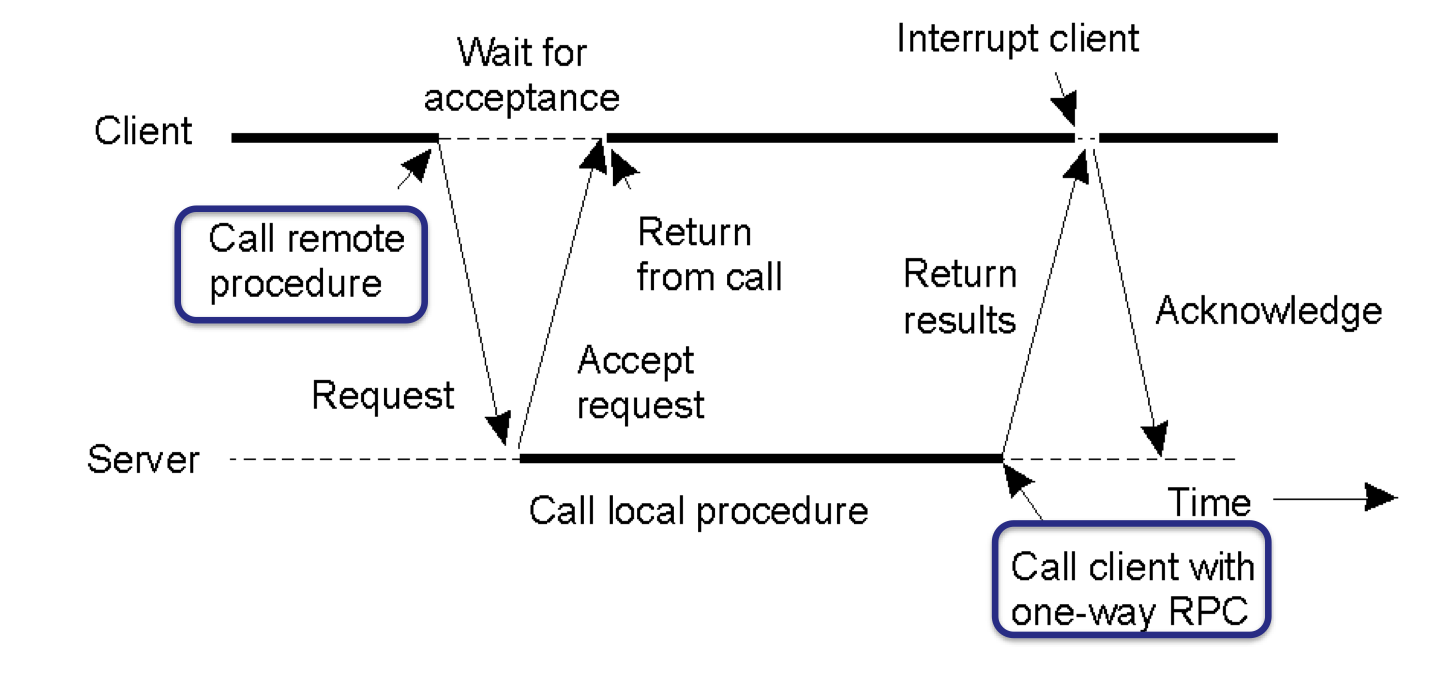 Wait for
acceptance
Interrupt client
Client
Call remote
procedure
Return
from call
Return
results
Acknowledge
Accept
request
Request
Server
Call local procedure
Time
Call client with
one-way RPC